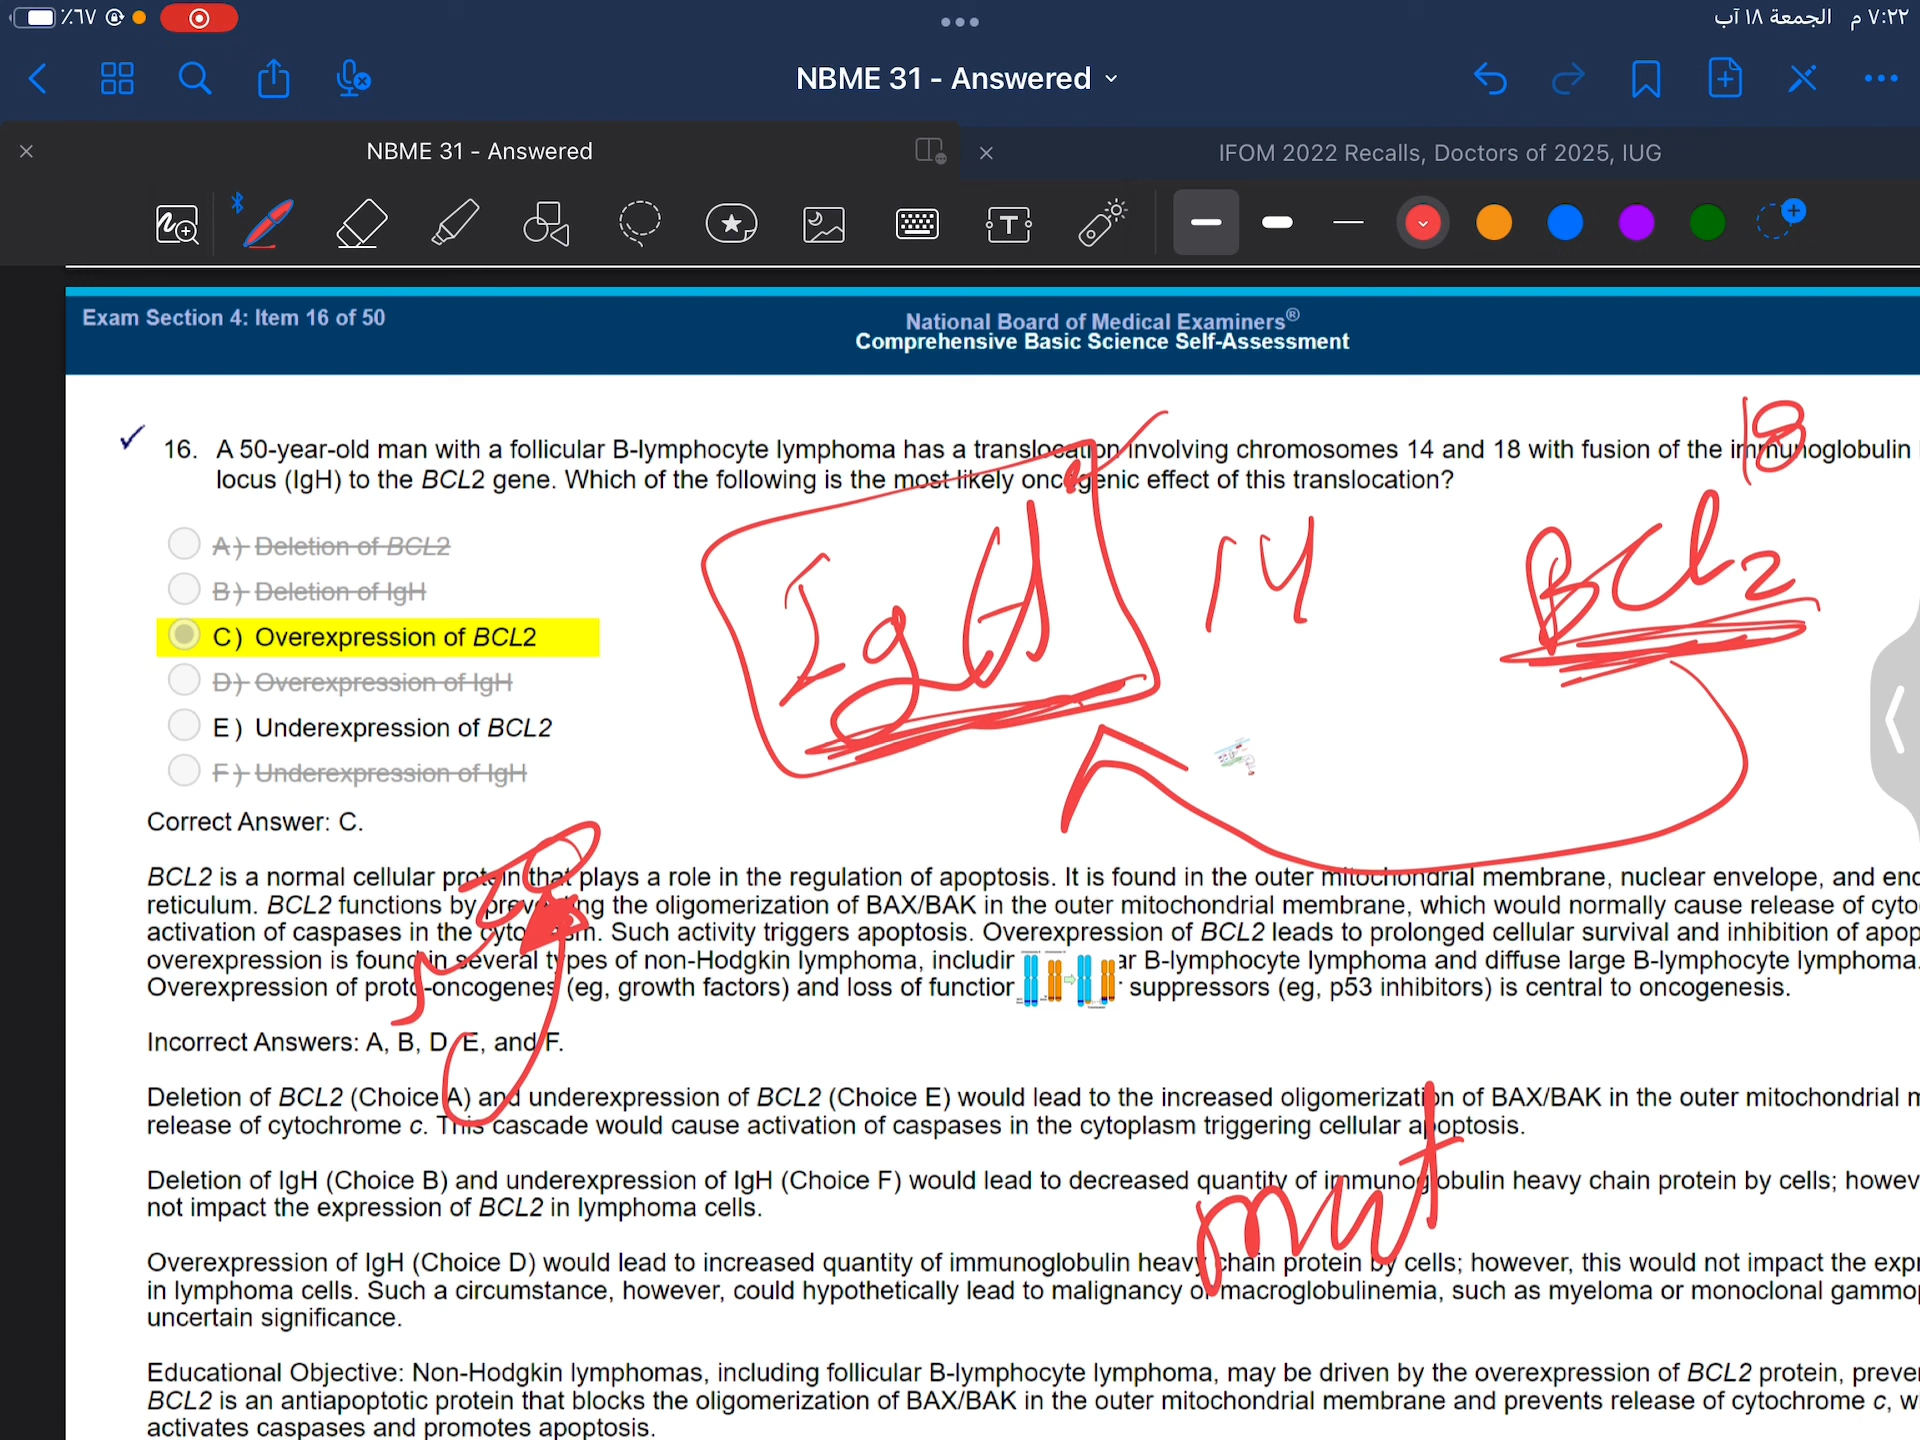 ٪٦٧
٧:٢٢ م الجمعة ١٨ آب
NBME 31 - Answered
NBME 31 - Answered
IFOM 2022 Recalls, Doctors of 2025, IUG
T
Exam Section 4: Item 16 of 50
National Board of Medical Examiners®
Comprehensive Basic Science Self-Assessment
16. A 50-year-old man with a follicular B-lymphocyte lymphoma has a translocation involving chromosomes 14 and 18 with fusion of the immunoglobulin
locus (IgH) to the BCL2 gene. Which of the following is the most likely oncogenic effect of this translocation?
18
IgH
14
BCL2
A) Deletion of BCL2
B) Deletion of IgH
C) Overexpression of BCL2
D) Overexpression of IgH
E) Underexpression of BCL2
F) Underexpression of IgH
Correct Answer: C.
BCL2 is a normal cellular protein that plays a role in the regulation of apoptosis. It is found in the outer mitochondrial membrane, nuclear envelope, and
reticulum. BCL2 functions by preventing the oligomerization of BAX/BAK in the outer mitochondrial membrane, which would normally cause release of cyto
activation of caspases in the cytoplasm. Such activity triggers apoptosis. Overexpression of BCL2 leads to prolonged cellular survival and inhibition of apop
overexpression is found in several types of non-Hodgkin lymphoma, includin ar B-lymphocyte lymphoma and diffuse large B-lymphocyte lymphoma.
Overexpression of proto-oncogenes (eg, growth factors) and loss of function suppressors (eg, p53 inhibitors) is central to oncogenesis.
Incorrect Answers: A, B, D, E, and F.
Deletion of BCL2 (Choice A) and underexpression of BCL2 (Choice E) would lead to the increased oligomerization of BAX/BAK in the outer mitochondrial m
release of cytochrome c. This cascade would cause activation of caspases in the cytoplasm triggering cellular apoptosis.
Deletion of IgH (Choice B) and underexpression of IgH (Choice F) would lead to decreased quantity of immunoglobulin heavy chain protein by cells; howev
not impact the expression of BCL2 in lymphoma cells.
mut
Overexpression of IgH (Choice D) would lead to increased quantity of immunoglobulin heavy chain protein by cells; however, this would not impact the expr
in lymphoma cells. Such a circumstance, however, could hypothetically lead to malignancy or macroglobulinemia, such as myeloma or monoclonal gammop
uncertain significance.
Educational Objective: Non-Hodgkin lymphomas, including follicular B-lymphocyte lymphoma, may be driven by the overexpression of BCL2 protein, preve
BCL2 is an antiapoptotic protein that blocks the oligomerization of BAX/BAK in the outer mitochondrial membrane and prevents release of cytochrome c, w
activates caspases and promotes apoptosis.